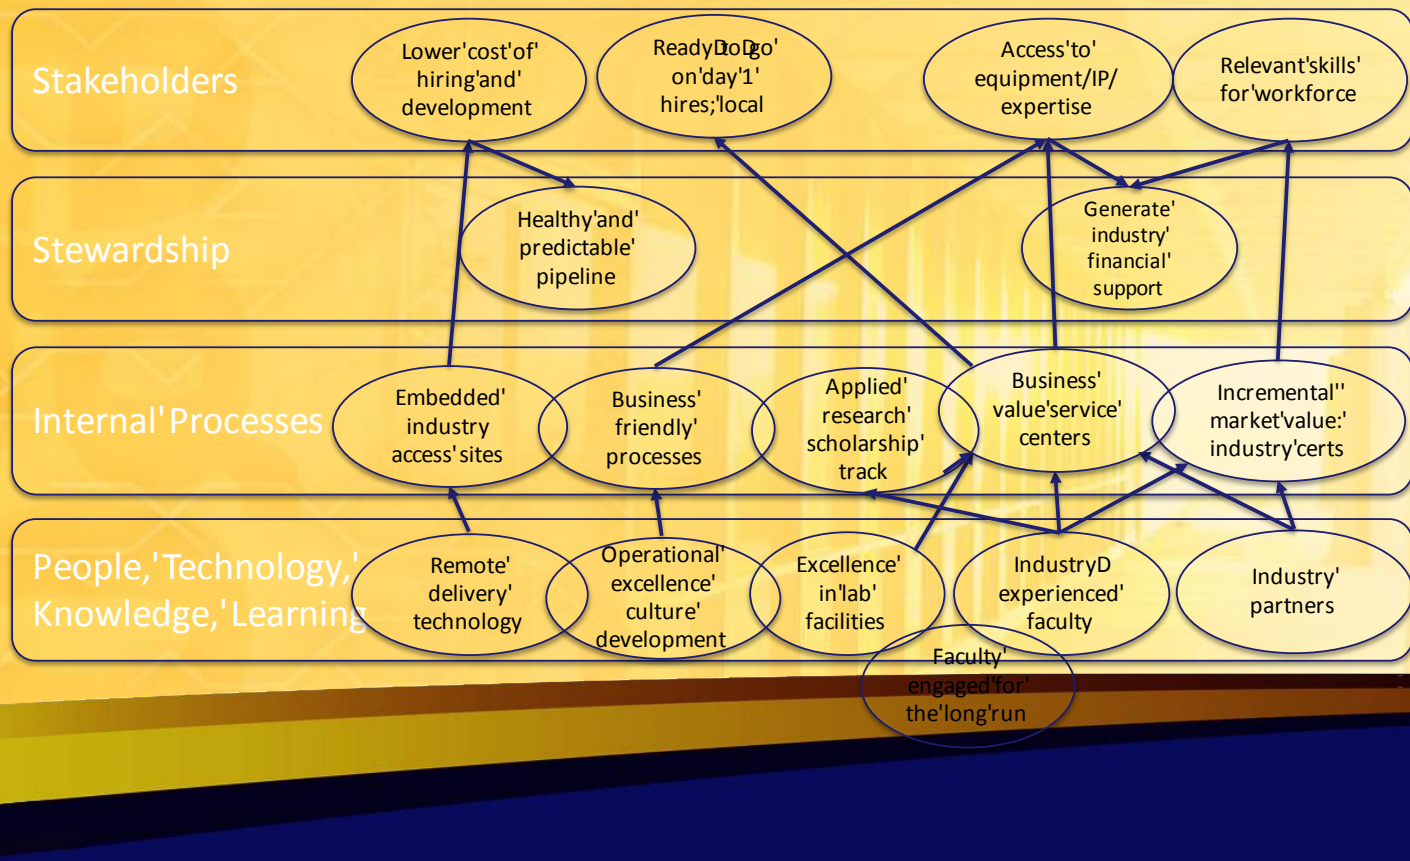 Stakeholders
Lower'cost'of'
hiring'and'
development
ReadyDtoDgo'
on'day'1'
hires;'local
Access'to'
equipment/IP/
expertise
Relevant'skills'
for'workforce
Stewardship
Healthy'and'
predictable'
pipeline
Generate'
industry'
financial'
support
Internal'Processes
Embedded'
industry
access'sites
Business'
friendly'
processes
Applied'
research'
scholarship'
track
Business'
value'service'
centers
Incremental''
market'value:'
industry'certs
People,'Technology,'
Knowledge,'Learning
Remote'
delivery'
technology
Operational'
excellence'
culture'
development
Excellence'
in'lab'
facilities
IndustryD
experienced'
faculty
Industry'
partners
Faculty'
engaged'for'
the'long'run